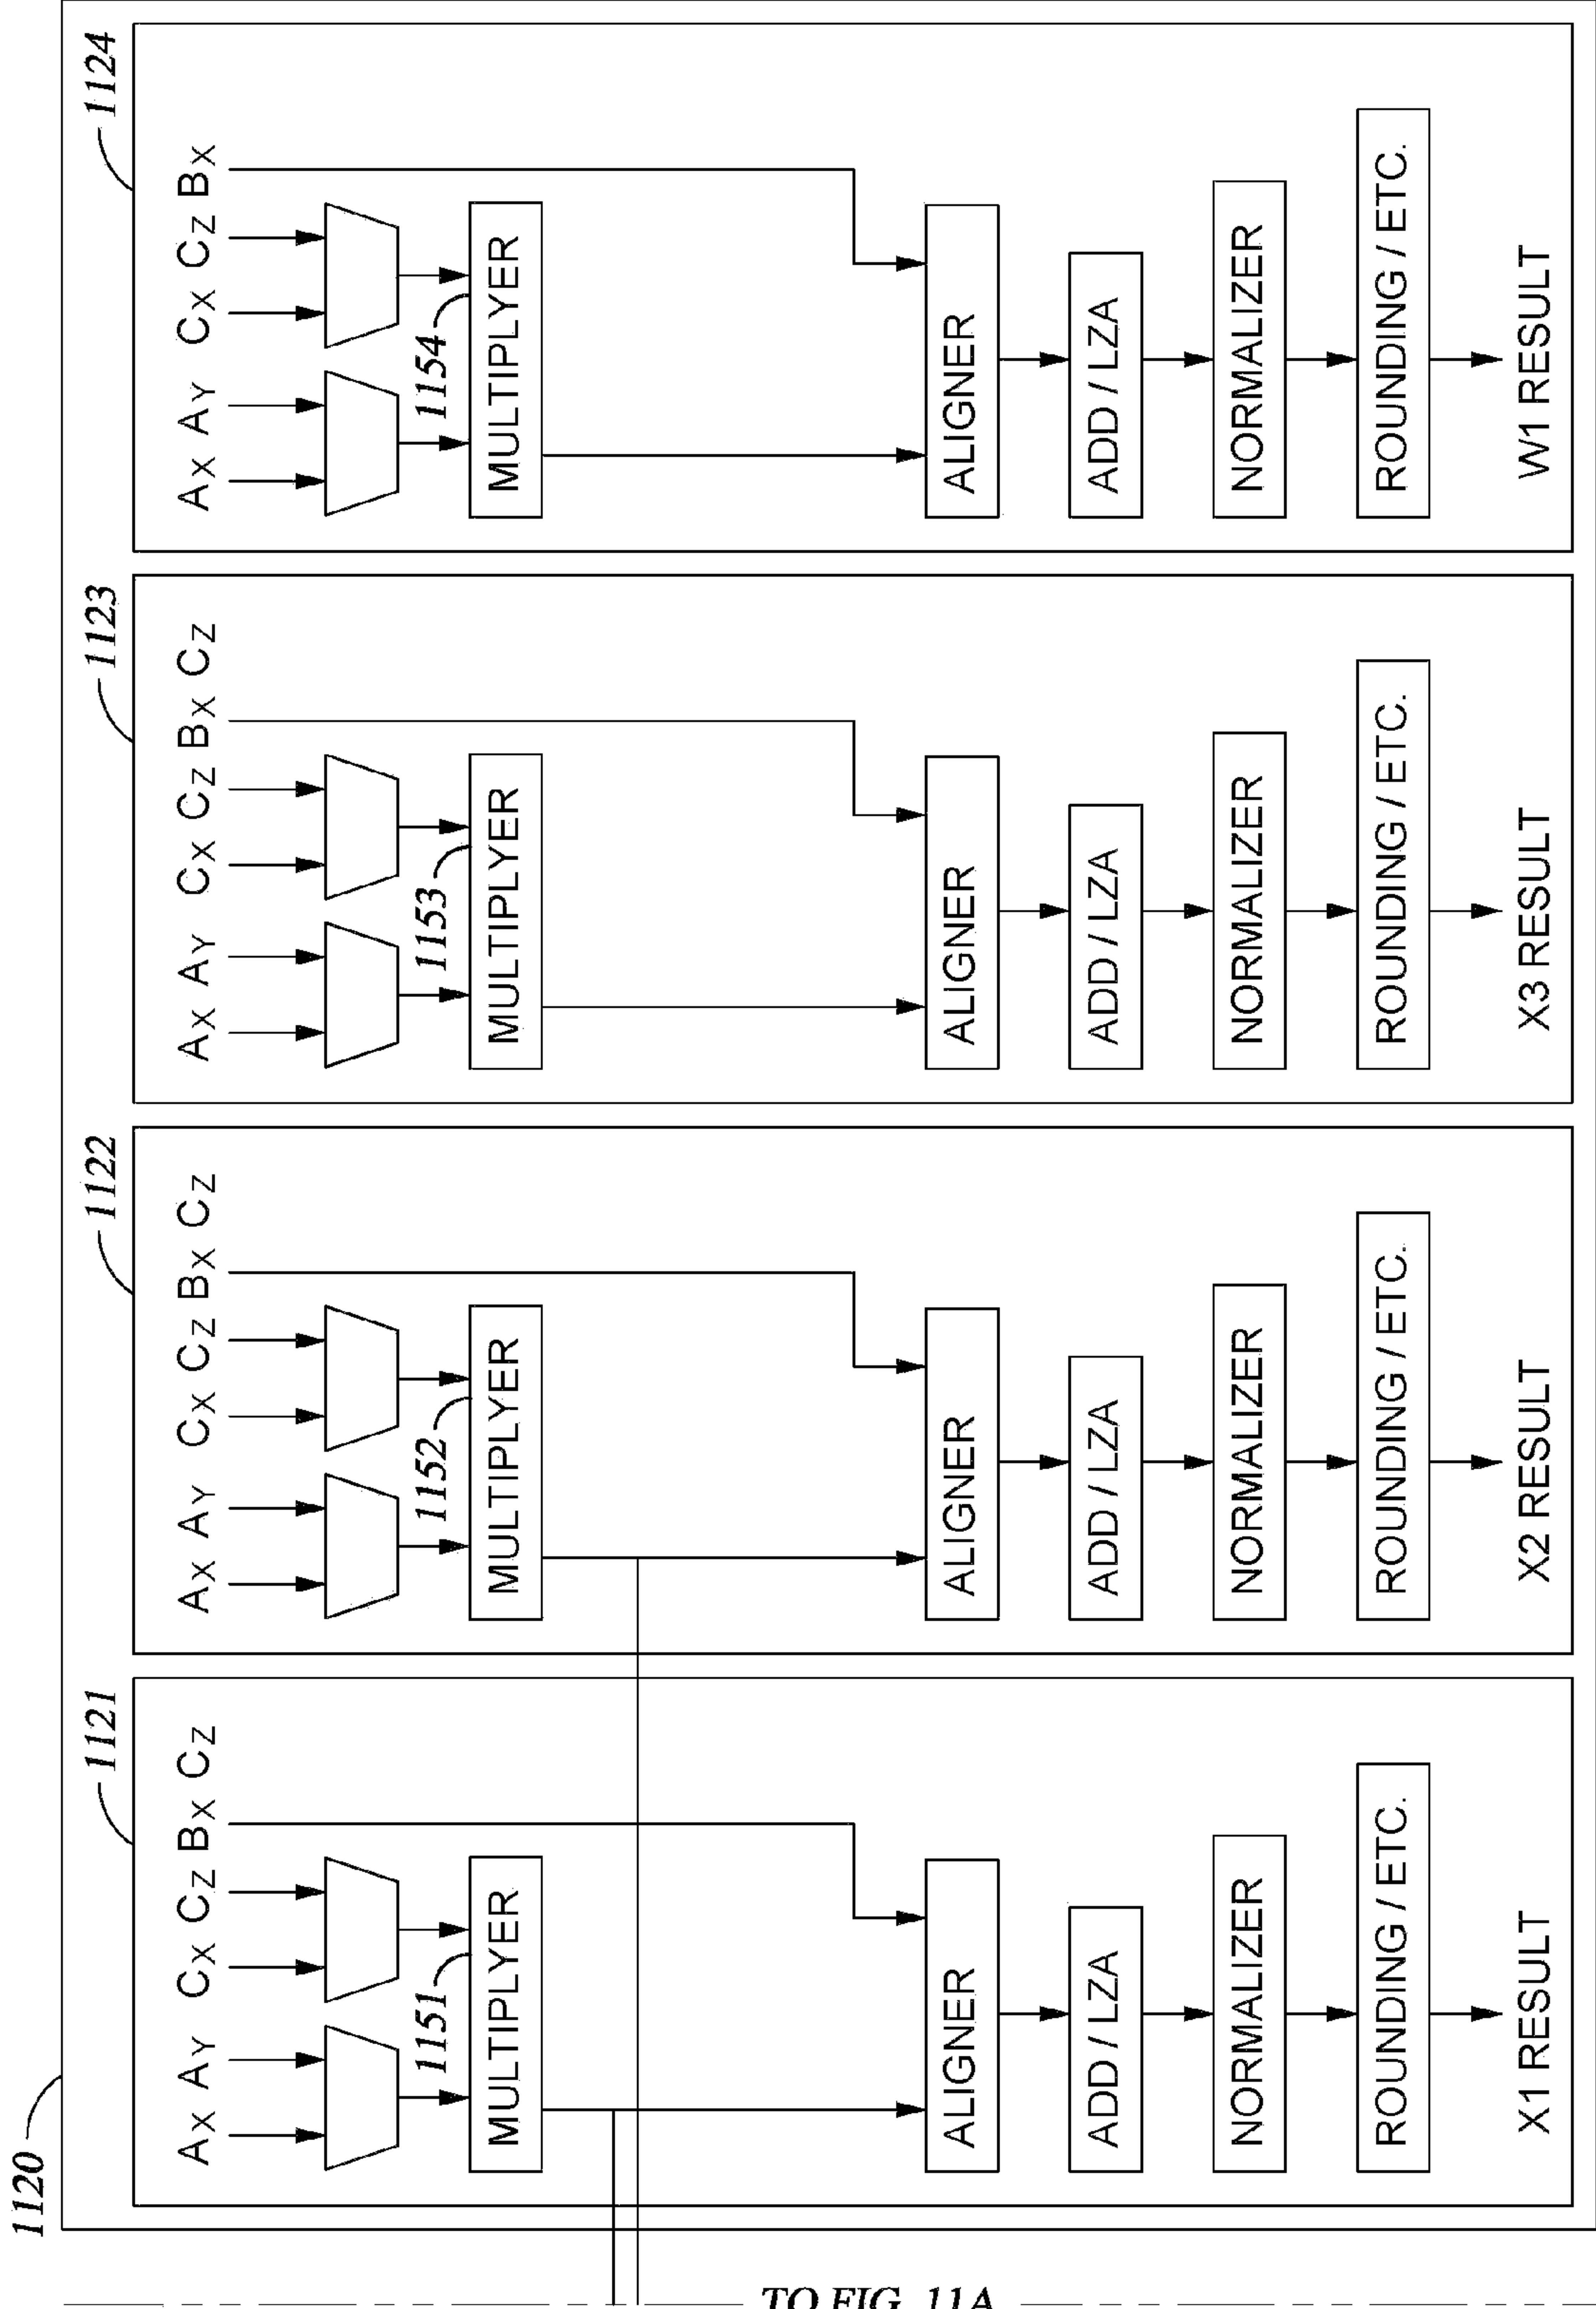 1120
1121
1122
1123
1124
AX AY CX CZ BX CZ
AX AY CX CZ BX CZ
AX AY CX CZ BX CZ
AX AY CX CZ BX
1151
1152
1153
1154
MULTIPLYER
MULTIPLYER
MULTIPLYER
MULTIPLYER
ALIGNER
ALIGNER
ALIGNER
ALIGNER
ADD / LZA
ADD / LZA
ADD / LZA
ADD / LZA
NORMALIZER
NORMALIZER
NORMALIZER
NORMALIZER
ROUNDING / ETC.
ROUNDING / ETC.
ROUNDING / ETC.
ROUNDING / ETC.
X1 RESULT
X2 RESULT
X3 RESULT
W1 RESULT
TO FIG. 11A